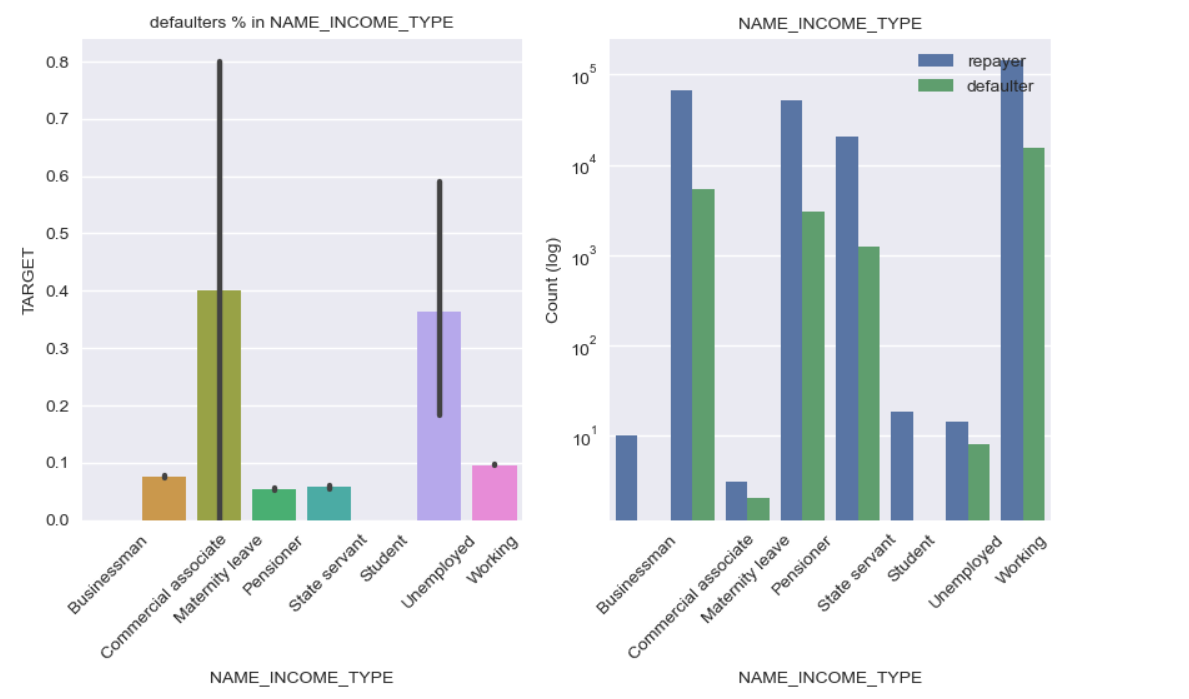 defaulters % in NAME_INCOME_TYPE
0.8
0.7
0.6
0.5
0.4
0.3
0.2
0.1
0.0
TARGET
Businessman
Commercial associate
Maternity leave
Pensioner
State servant
Student
Unemployed
Working
NAME_INCOME_TYPE
NAME_INCOME_TYPE
repayer
defaulter
10^5
10^4
10^3
10^2
10^1
Count (log)
Businessman
Commercial associate
Maternity leave
Pensioner
State servant
Student
Unemployed
Working
NAME_INCOME_TYPE